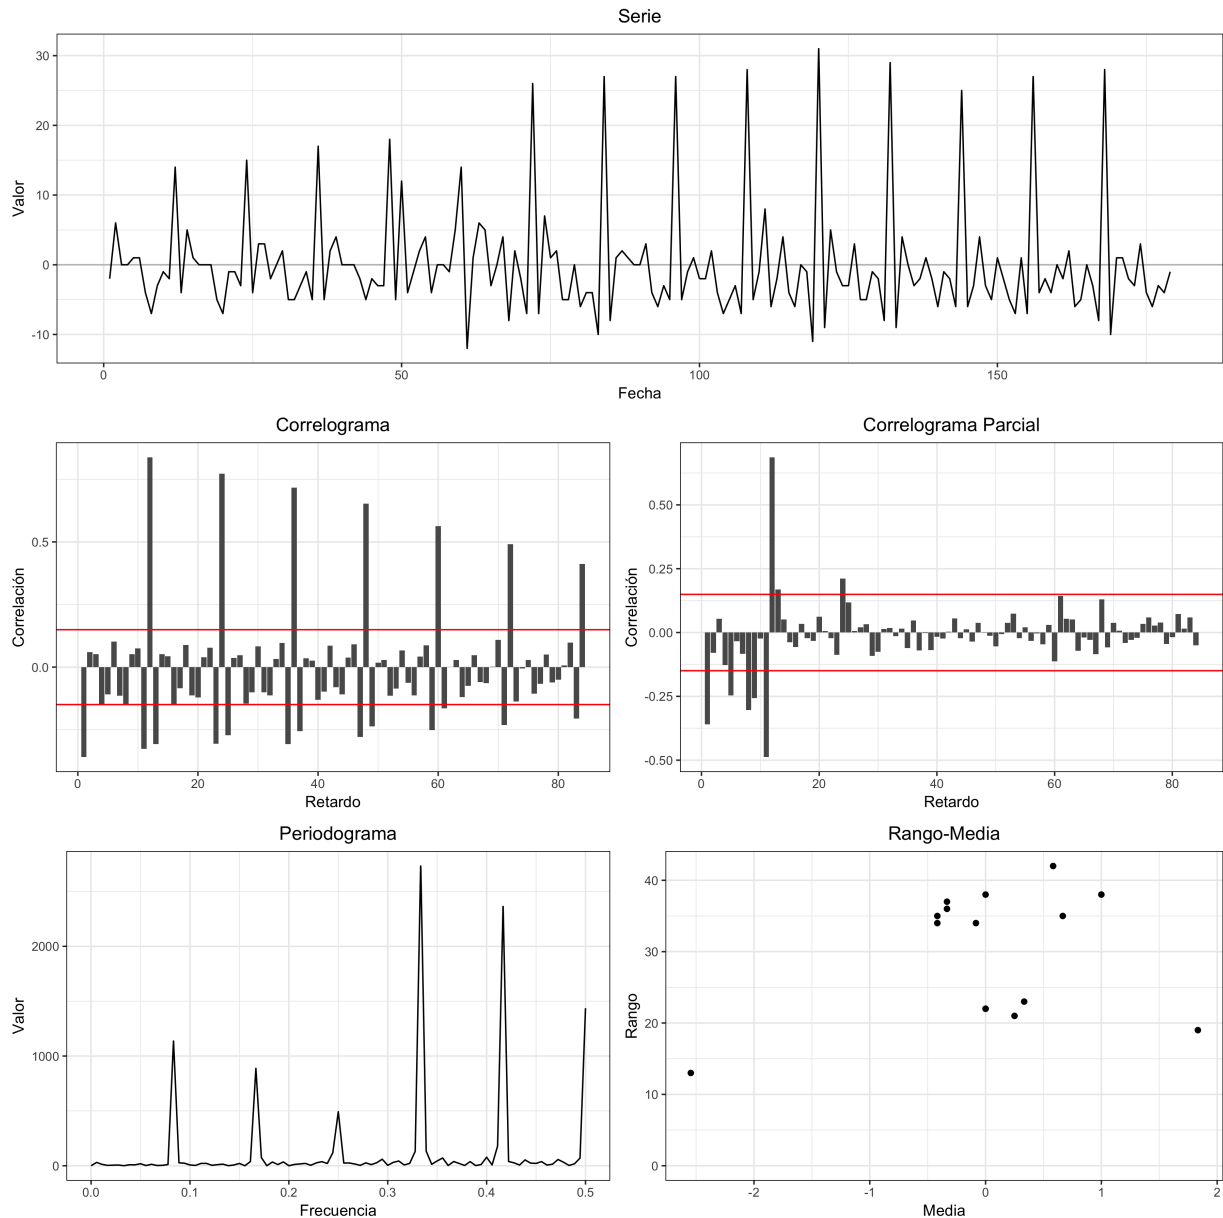 Serie
Valor
30
20
10
0
-10
0 50 100 150
Fecha
Correlograma
Correlación
0.5
0.0
0 20 40 60 80
Retardo
Correlograma Parcial
Correlación
0.50
0.25
0.00
-0.25
-0.50
0 20 40 60 80
Retardo
Periodograma
Valor
2000
1000
0
0.0 0.1 0.2 0.3 0.4 0.5
Frecuencia
Rango-Media
Rango
40
30
20
10
0
-2 -1 0 1 2
Media